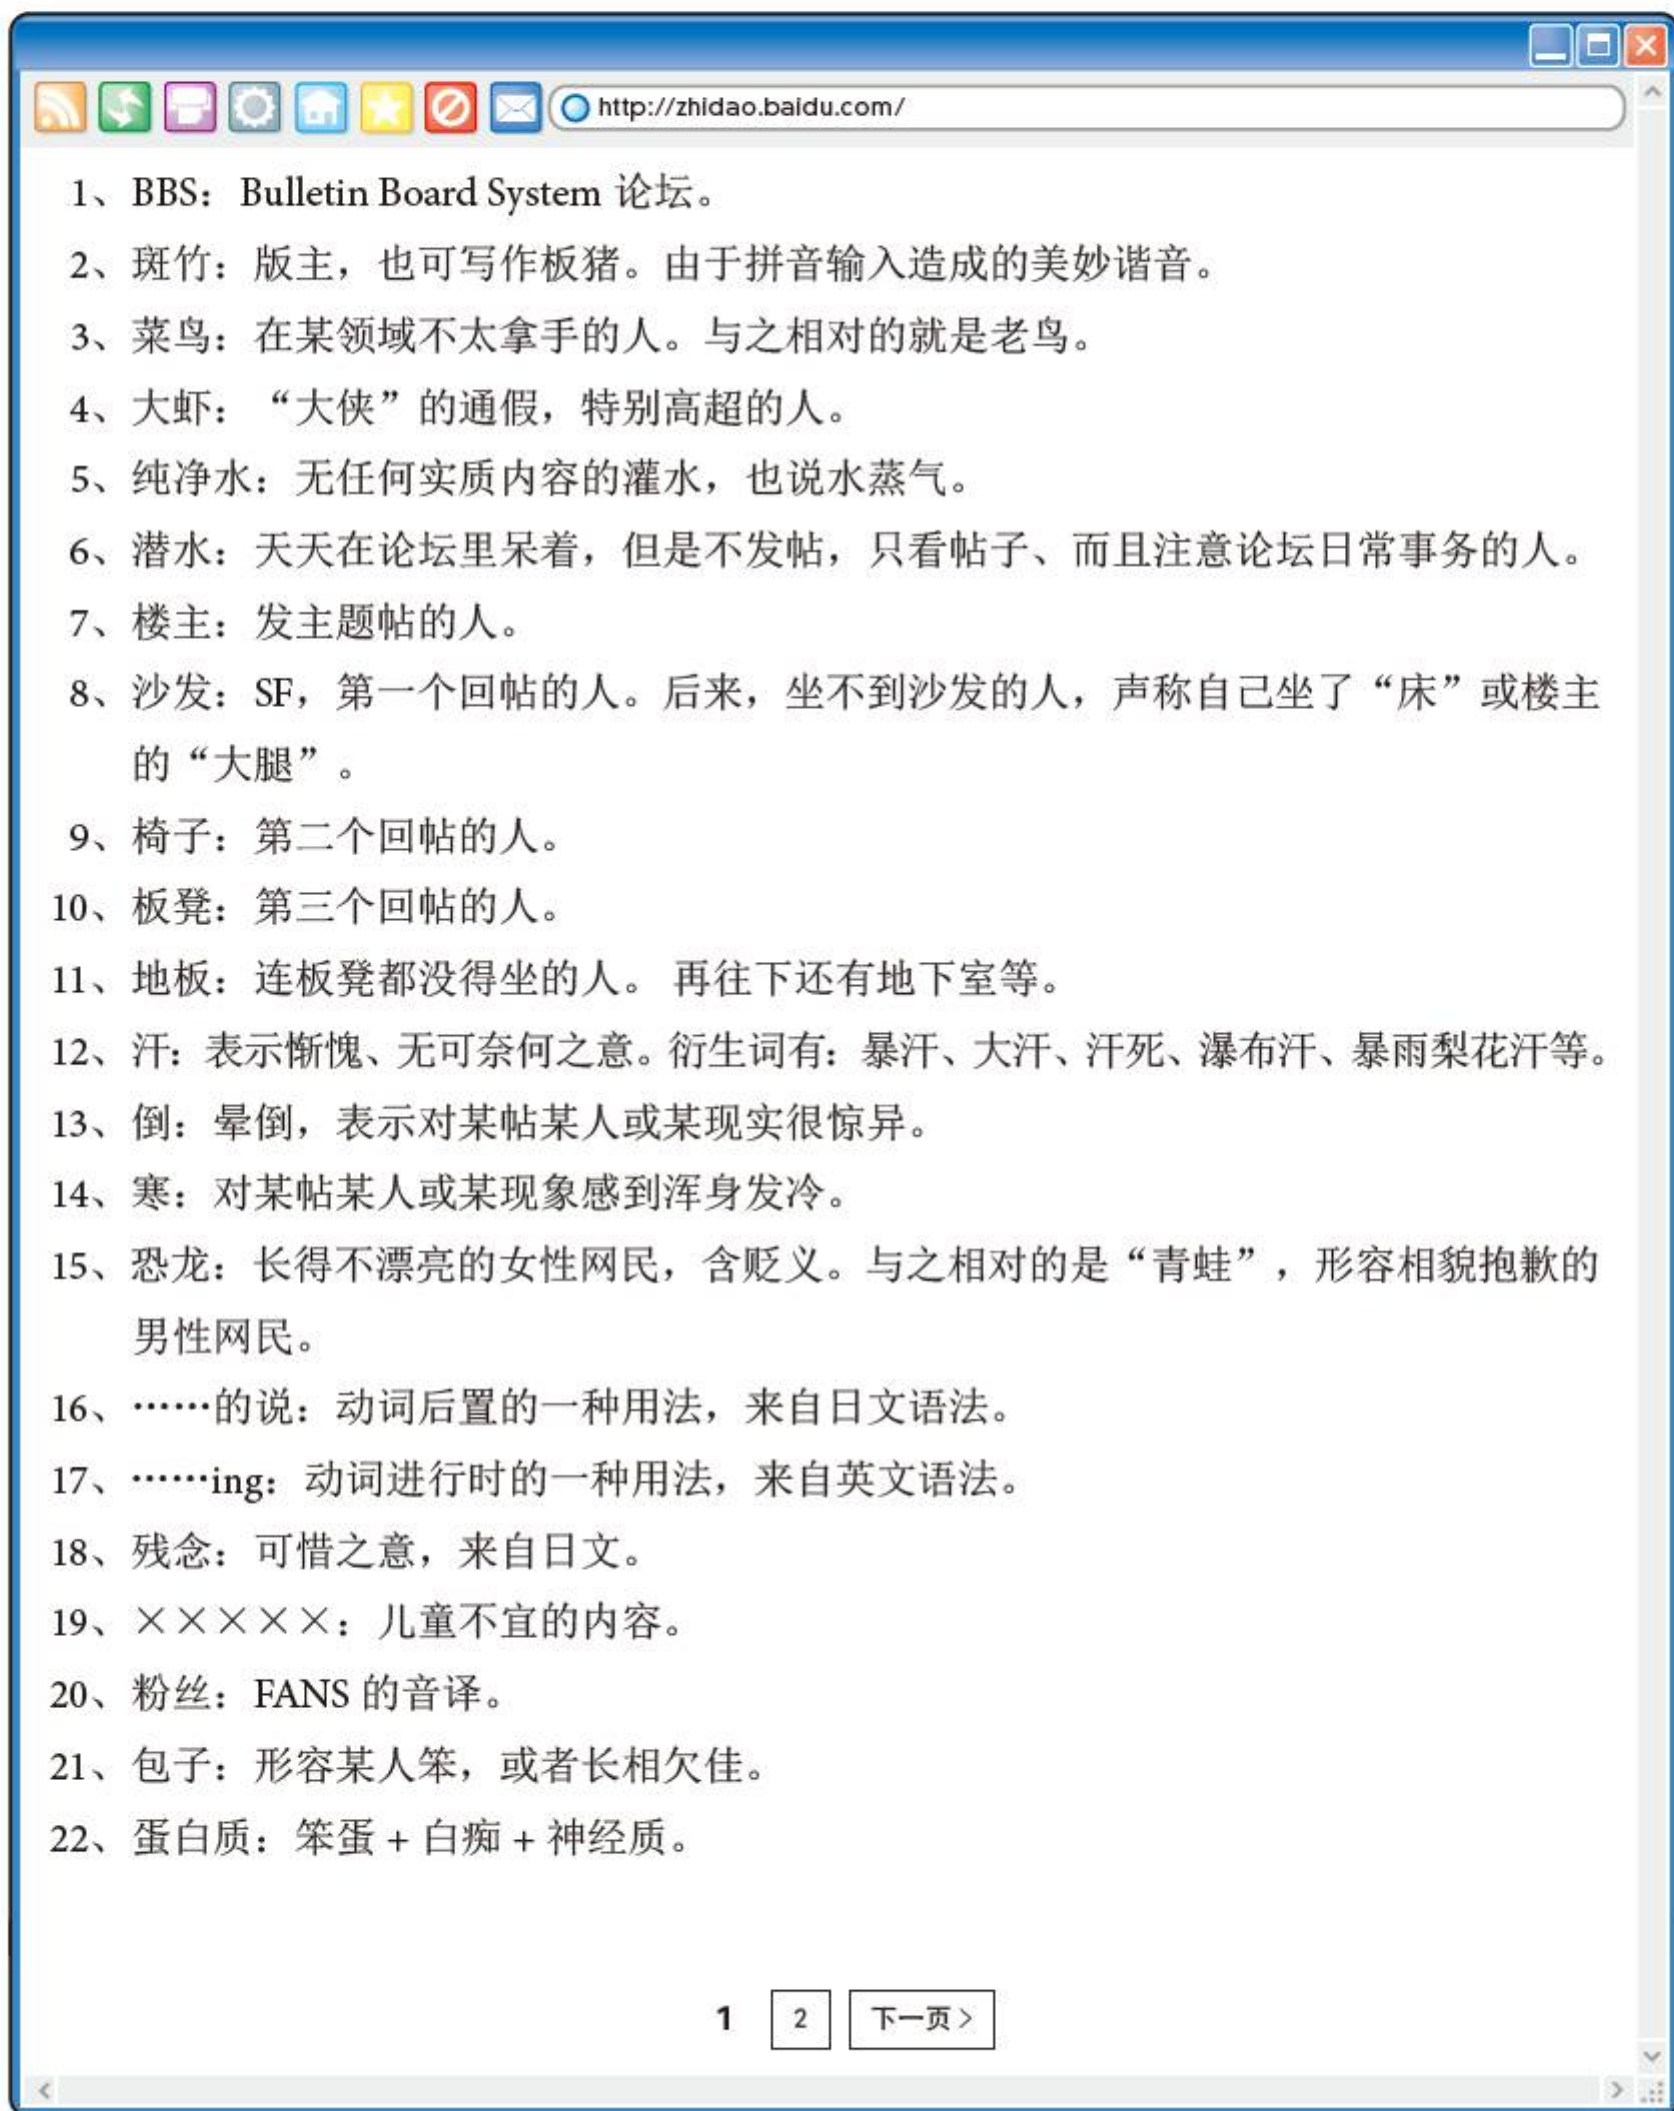 http://zhidao.baidu.com/
1、BBS：Bulletin Board System 论坛。
2、斑竹：版主，也可写作板猪。由于拼音输入造成的美妙谐音。
3、菜鸟：在某领域不太拿手的人。与之相对的就是老鸟。
4、大虾：“大侠”的通假，特别高超的人。
5、纯净水：无任何实质内容的灌水，也说水蒸气。
6、潜水：天天在论坛里呆着，但是不发帖，只看帖子、而且注意论坛日常事务的人。
7、楼主：发主题帖的人。
8、沙发：SF，第一个回帖的人。后来，坐不到沙发的人，声称自己坐了“床”或楼主
的“大腿”。
9、椅子：第二个回帖的人。
10、板凳：第三个回帖的人。
11、地板：连板凳都没得坐的人。 再往下还有地下室等。
12、汗：表示惭愧、无可奈何之意。衍生词有：暴汗、大汗、汗死、瀑布汗、暴雨梨花汗等。
13、倒：晕倒，表示对某帖某人或某现实很惊异。
14、寒：对某帖某人或某现象感到浑身发冷。
15、恐龙：长得不漂亮的女性网民，含贬义。与之相对的是“青蛙”，形容相貌抱歉的
男性网民。
16、……的说：动词后置的一种用法，来自日文语法。
17、……ing：动词进行时的一种用法，来自英文语法。
18、残念：可惜之意，来自日文。
19、×××××：儿童不宜的内容。
20、粉丝：FANS 的音译。
21、包子：形容某人笨，或者长相欠佳。
22、蛋白质：笨蛋 + 白痴 + 神经质。
1 2 下一页 >